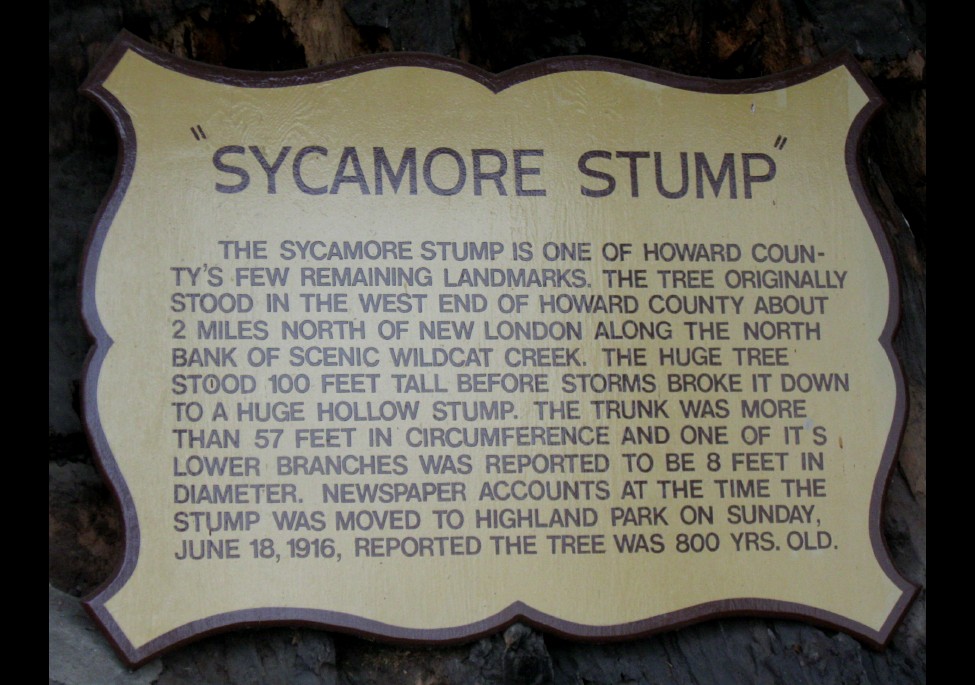 "SYCAMORE STUMP"
THE SYCAMORE STUMP IS ONE OF HOWARD COUN-
TY'S FEW REMAINING LANDMARKS. THE TREE ORIGINALLY
STOOD IN THE WEST END OF HOWARD COUNTY ABOUT
2 MILES NORTH OF NEW LONDON ALONG THE NORTH
BANK OF SCENIC WILDCAT CREEK. THE HUGE TREE
STOOD 100 FEET TALL BEFORE STORMS BROKE IT DOWN
TO A HUGE HOLLOW STUMP. THE TRUNK WAS MORE
THAN 57 FEET IN CIRCUMFERENCE AND ONE OF IT'S
LOWER BRANCHES WAS REPORTED TO BE 8 FEET IN
DIAMETER. NEWSPAPER ACCOUNTS AT THE TIME THE
STUMP WAS MOVED TO HIGHLAND PARK ON SUNDAY,
JUNE 18, 1916, REPORTED THE TREE WAS 800 YRS. OLD.